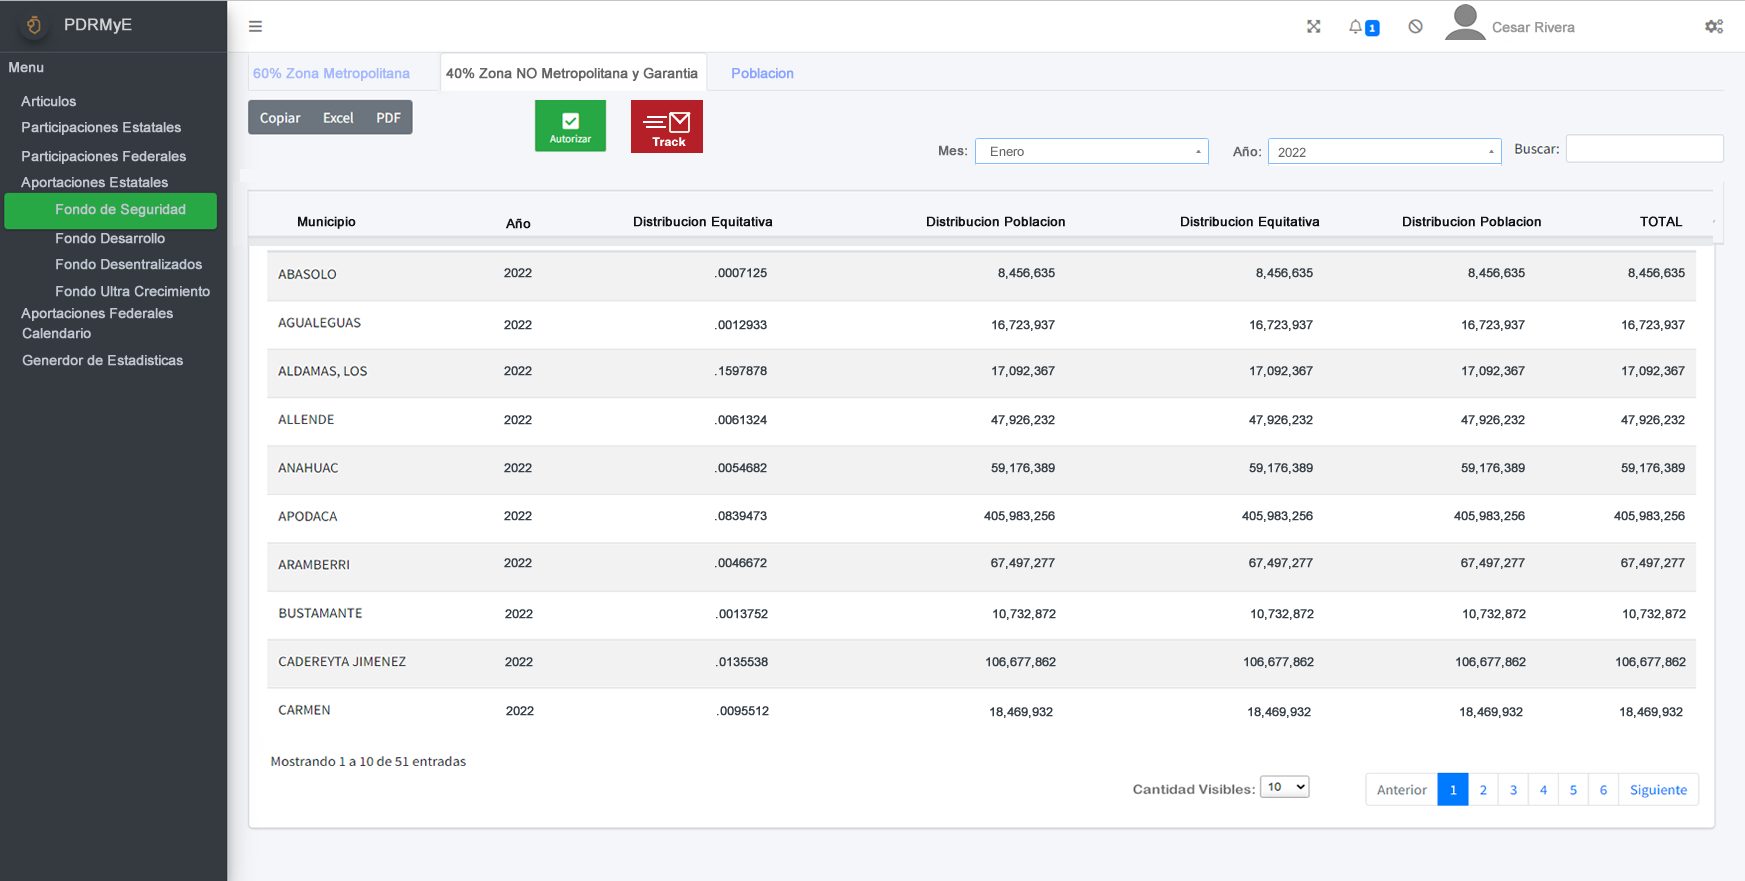 PDRMyE
1
Cesar Rivera
Menu
Articulos
Participaciones Estatales
Participaciones Federales
Aportaciones Estatales
Fondo de Seguridad
Fondo Desarrollo
Fondo Desentralizados
Fondo Ultra Crecimiento
Aportaciones Federales
Calendario
Generdor de Estadisticas
60% Zona Metropolitana 40% Zona NO Metropolitana y Garantia Poblacion
Copiar Excel PDF
Autorizar
Track
Mes: Enero Año: 2022 Buscar:
Municipio Año Distribucion Equitativa Distribucion Poblacion Distribucion Equitativa Distribucion Poblacion TOTAL
ABASOLO 2022 .0007125 8,456,635 8,456,635 8,456,635 8,456,635
AGUALEGUAS 2022 .0012933 16,723,937 16,723,937 16,723,937 16,723,937
ALDAMAS, LOS 2022 .1597878 17,092,367 17,092,367 17,092,367 17,092,367
ALLENDE 2022 .0061324 47,926,232 47,926,232 47,926,232 47,926,232
ANAHUAC 2022 .0054682 59,176,389 59,176,389 59,176,389 59,176,389
APODACA 2022 .0839473 405,983,256 405,983,256 405,983,256 405,983,256
ARAMBERRI 2022 .0046672 67,497,277 67,497,277 67,497,277 67,497,277
BUSTAMANTE 2022 .0013752 10,732,872 10,732,872 10,732,872 10,732,872
CADEREYTA JIMENEZ 2022 .0135538 106,677,862 106,677,862 106,677,862 106,677,862
CARMEN 2022 .0095512 18,469,932 18,469,932 18,469,932 18,469,932
Mostrando 1 a 10 de 51 entradas
Cantidad Visibles: 10 Anterior 1 2 3 4 5 6 Siguiente